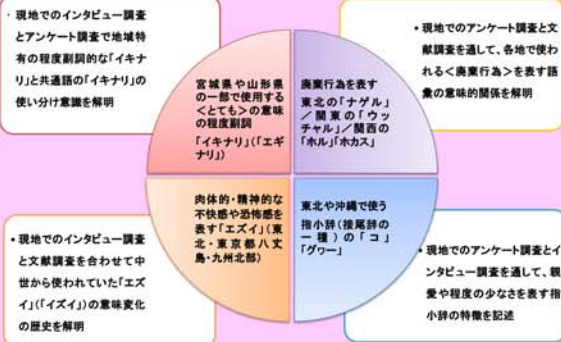 ・現地でのインタビュー調査
とアンケート調査で地域特
有の程度副詞的な「イキナ
リ」と共通語の「イキナリ」の
使い分け意識を解明
宮城県や山形県
の一部で使用する
<とても>の意味
の程度副詞
「イキナリ」(「エギ
ナリ」)
廃棄行為を表す
東北の「ナゲル」
／関東の「ウッ
チャル」／関西の
「ホル」「ホカス」
・現地でのアンケート調査と文
献調査を通して、各地で使わ
れる<廃棄行為>を表す語
彙の意味的関係を解明
・現地でのインタビュー調査
と文献調査を合わせて中
世から使われていた「エズ
イ」(「イズイ」)の意味変化
の歴史を解明
肉体的・精神的な
不快感や恐怖感を
表す「エズイ」(東
北・東京都八丈
島・九州北部)
東北や沖縄で使う
指小辞(接尾辞の
一種)の「コ」
「グヮー」
・現地でのアンケート調査とイ
ンタビュー調査を通して、親
愛や程度の少なさを表す指
小辞の特徴を記述